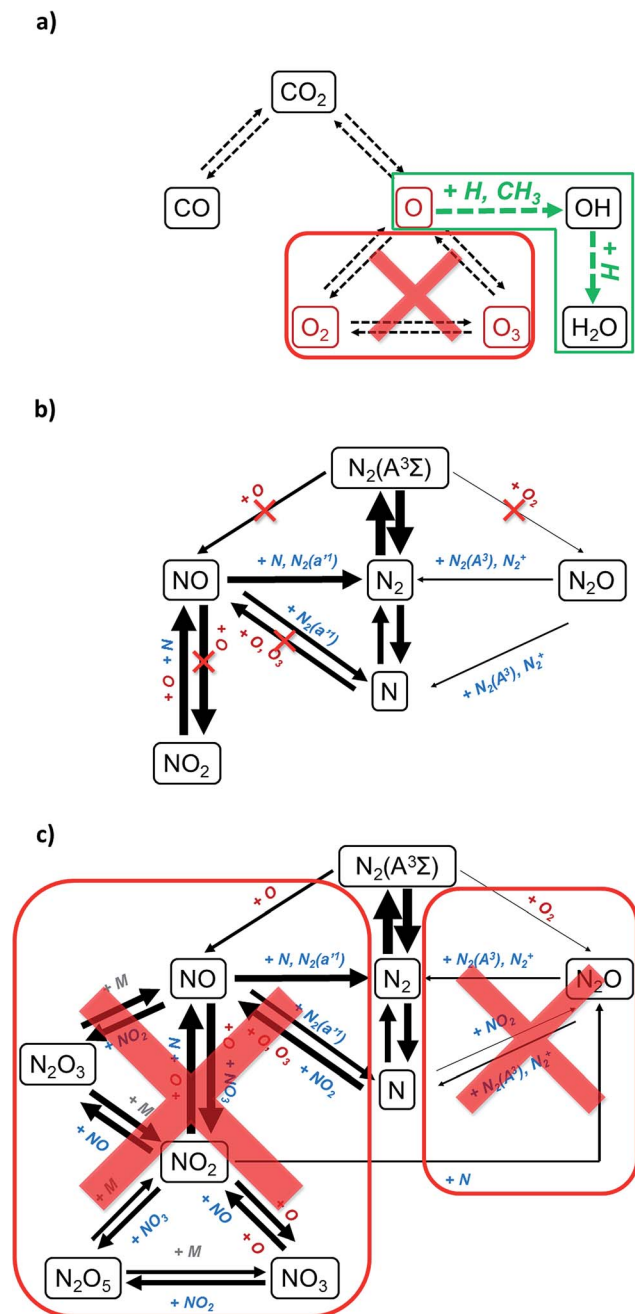 a)
CO₂
CO
O
+ H, CH₃
OH
+ H
O₂
O₃
H₂O
b)
N₂(A³Σ)
+ O
+ O₂
NO
+ N, N₂(a'¹)
N₂
+ N₂(A³), N₂⁺
N₂O
+ O + N
+ O
+ N₂(a'¹)
+ O, O₃
N
+ N₂(A³), N₂⁺
NO₂
c)
N₂(A³Σ)
+ O
+ O₂
NO
+ N, N₂(a'¹)
N₂
+ N₂(A³), N₂⁺
N₂O
+ M
+ NO₂
+ O + N
+ O + NO₃
+ N₂(a'¹)
+ O, O₃
+ NO₂
N
+ NO₂
+ N₂(A³), N₂⁺
N₂O₃
+ M
+ NO
NO₂
+ N
+ M
+ NO₃
+ NO
+ O
+ O
N₂O₅
+ M
+ NO₂
NO₃